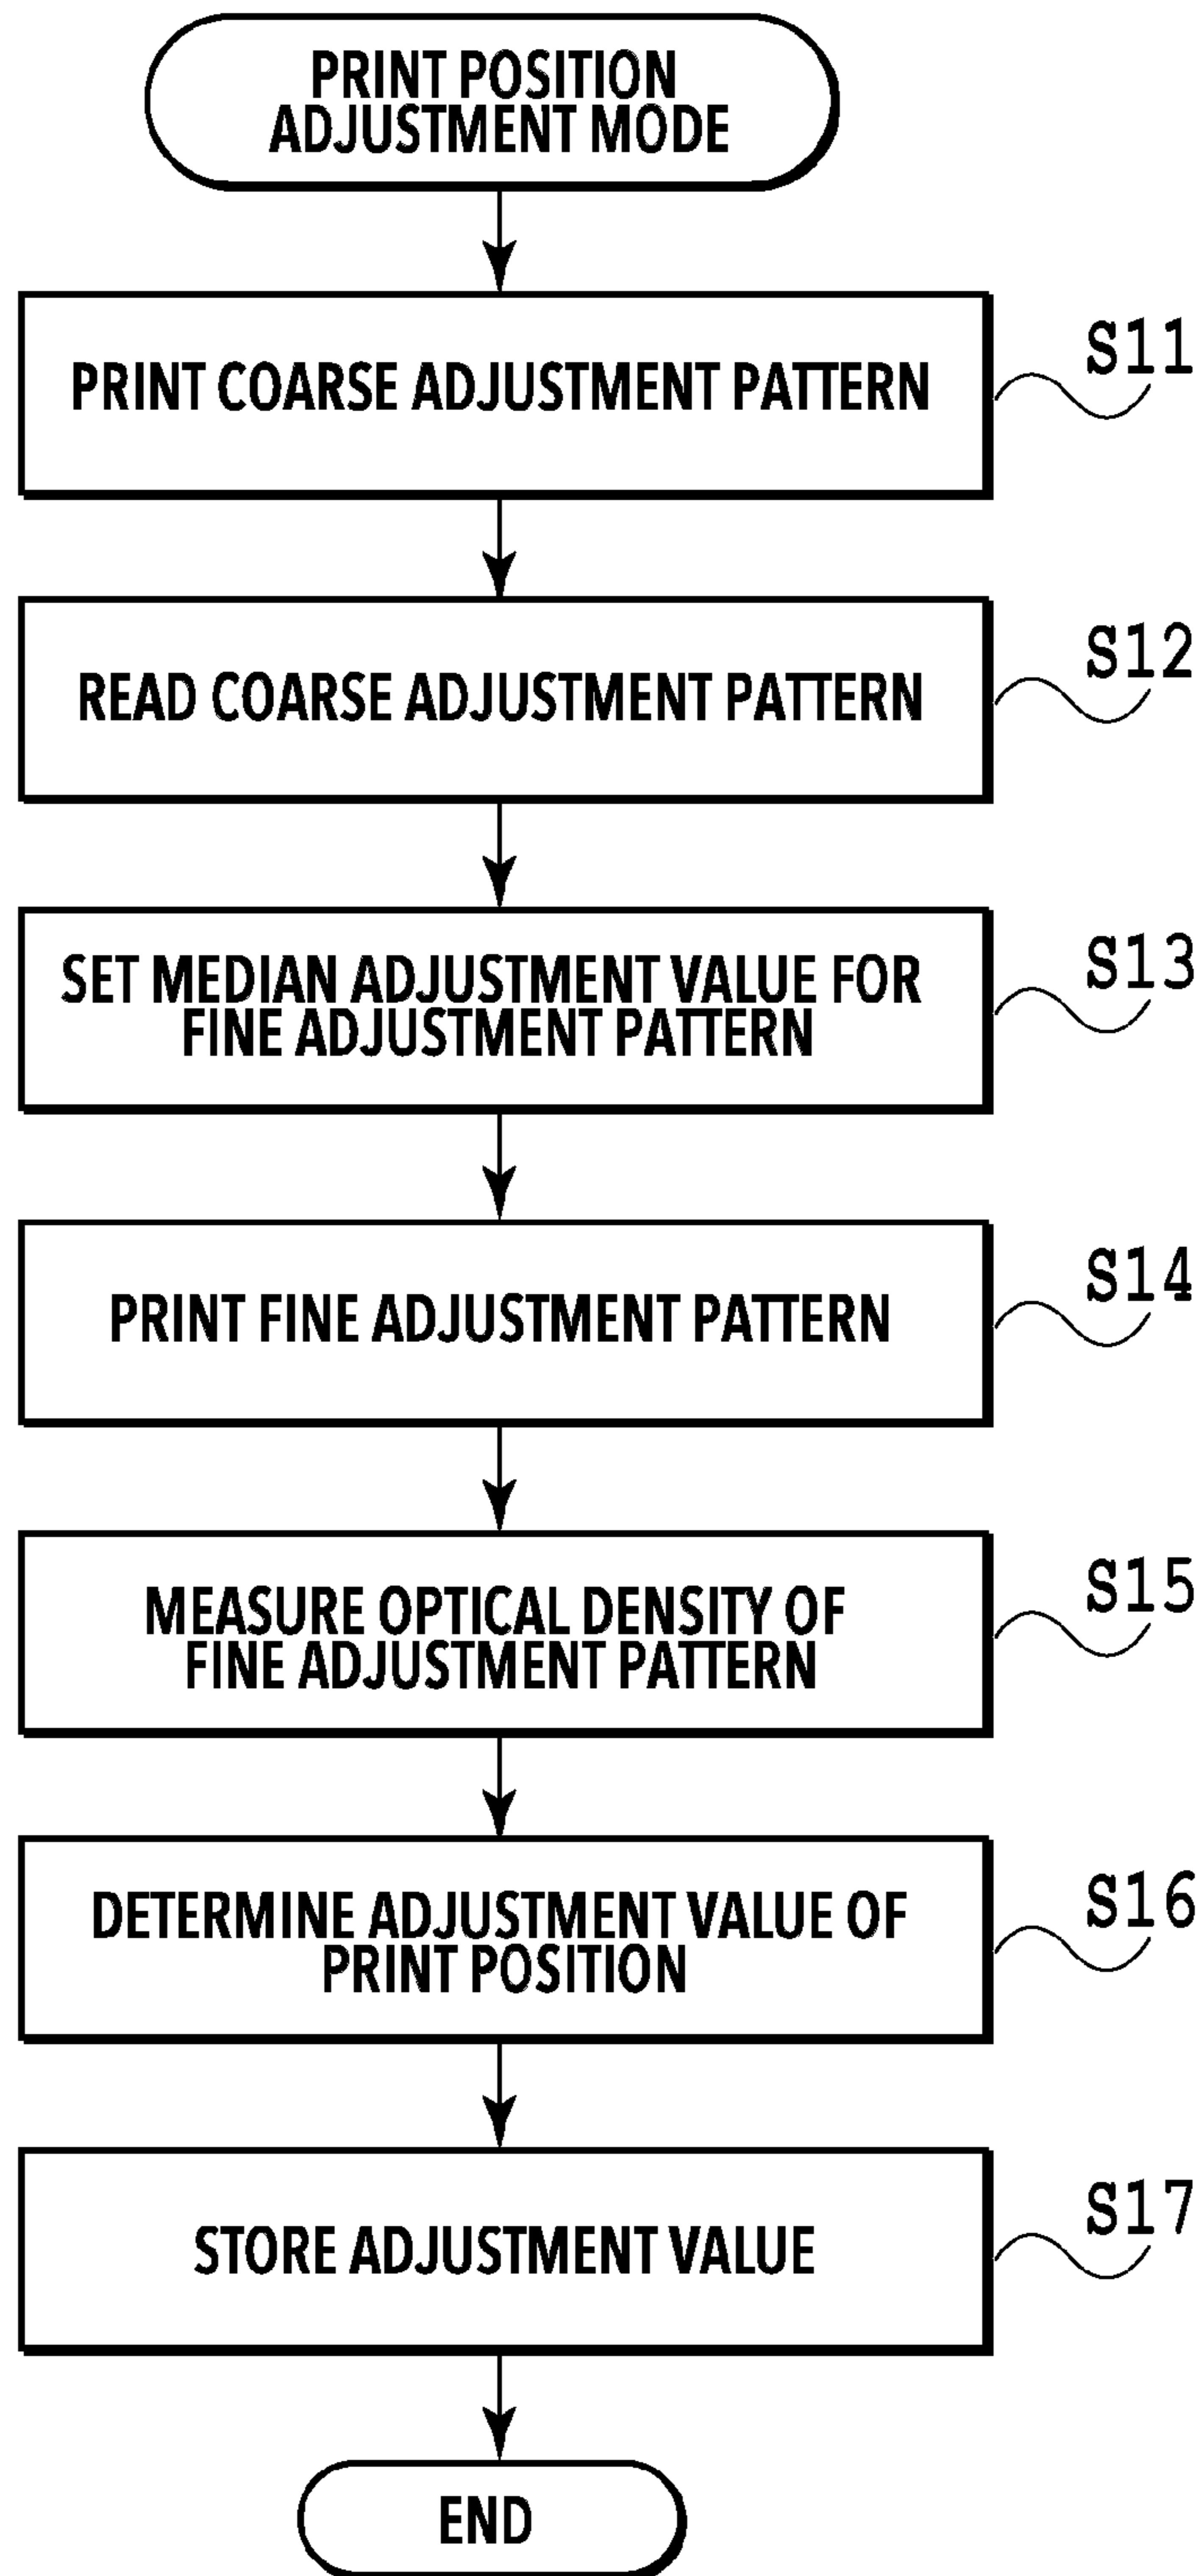 PRINT POSITION
ADJUSTMENT MODE
PRINT COARSE ADJUSTMENT PATTERN
S11
READ COARSE ADJUSTMENT PATTERN
S12
SET MEDIAN ADJUSTMENT VALUE FOR
FINE ADJUSTMENT PATTERN
S13
PRINT FINE ADJUSTMENT PATTERN
S14
MEASURE OPTICAL DENSITY OF
FINE ADJUSTMENT PATTERN
S15
DETERMINE ADJUSTMENT VALUE OF
PRINT POSITION
S16
STORE ADJUSTMENT VALUE
S17
END